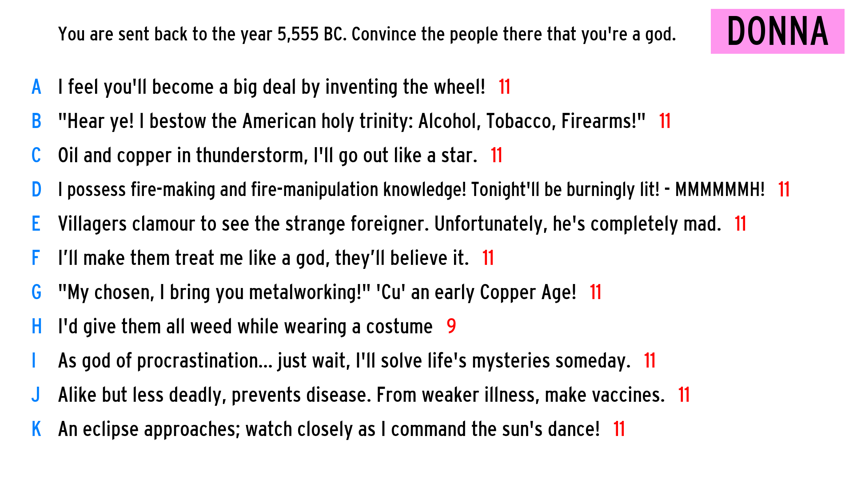 You are sent back to the year 5,555 BC. Convince the people there that you're a god.
DONNA
A I feel you'll become a big deal by inventing the wheel! 11
B "Hear ye! I bestow the American holy trinity: Alcohol, Tobacco, Firearms!" 11
C Oil and copper in thunderstorm, I'll go out like a star. 11
D I possess fire-making and fire-manipulation knowledge! Tonight'll be burningly lit! - MMMMMMH! 11
E Villagers clamour to see the strange foreigner. Unfortunately, he's completely mad. 11
F I’ll make them treat me like a god, they’ll believe it. 11
G "My chosen, I bring you metalworking!" 'Cu' an early Copper Age! 11
H I'd give them all weed while wearing a costume 9
I As god of procrastination... just wait, I'll solve life's mysteries someday. 11
J Alike but less deadly, prevents disease. From weaker illness, make vaccines. 11
K An eclipse approaches; watch closely as I command the sun's dance! 11